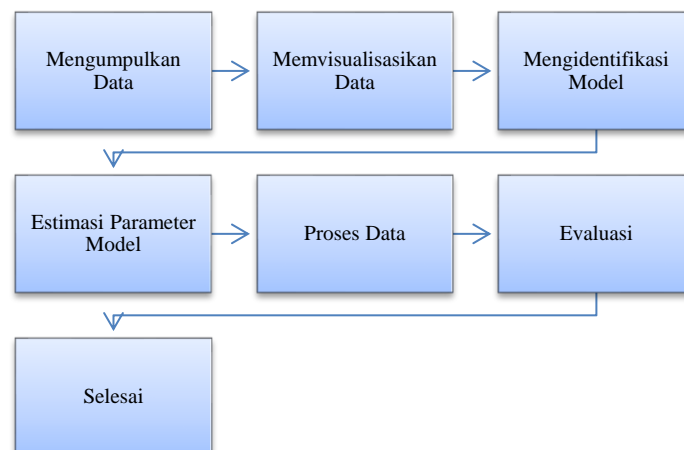 Mengumpulkan
Data
Memvisualisasikan
Data
Mengidentifikasi
Model
Estimasi Parameter
Model
Proses Data
Evaluasi
Selesai